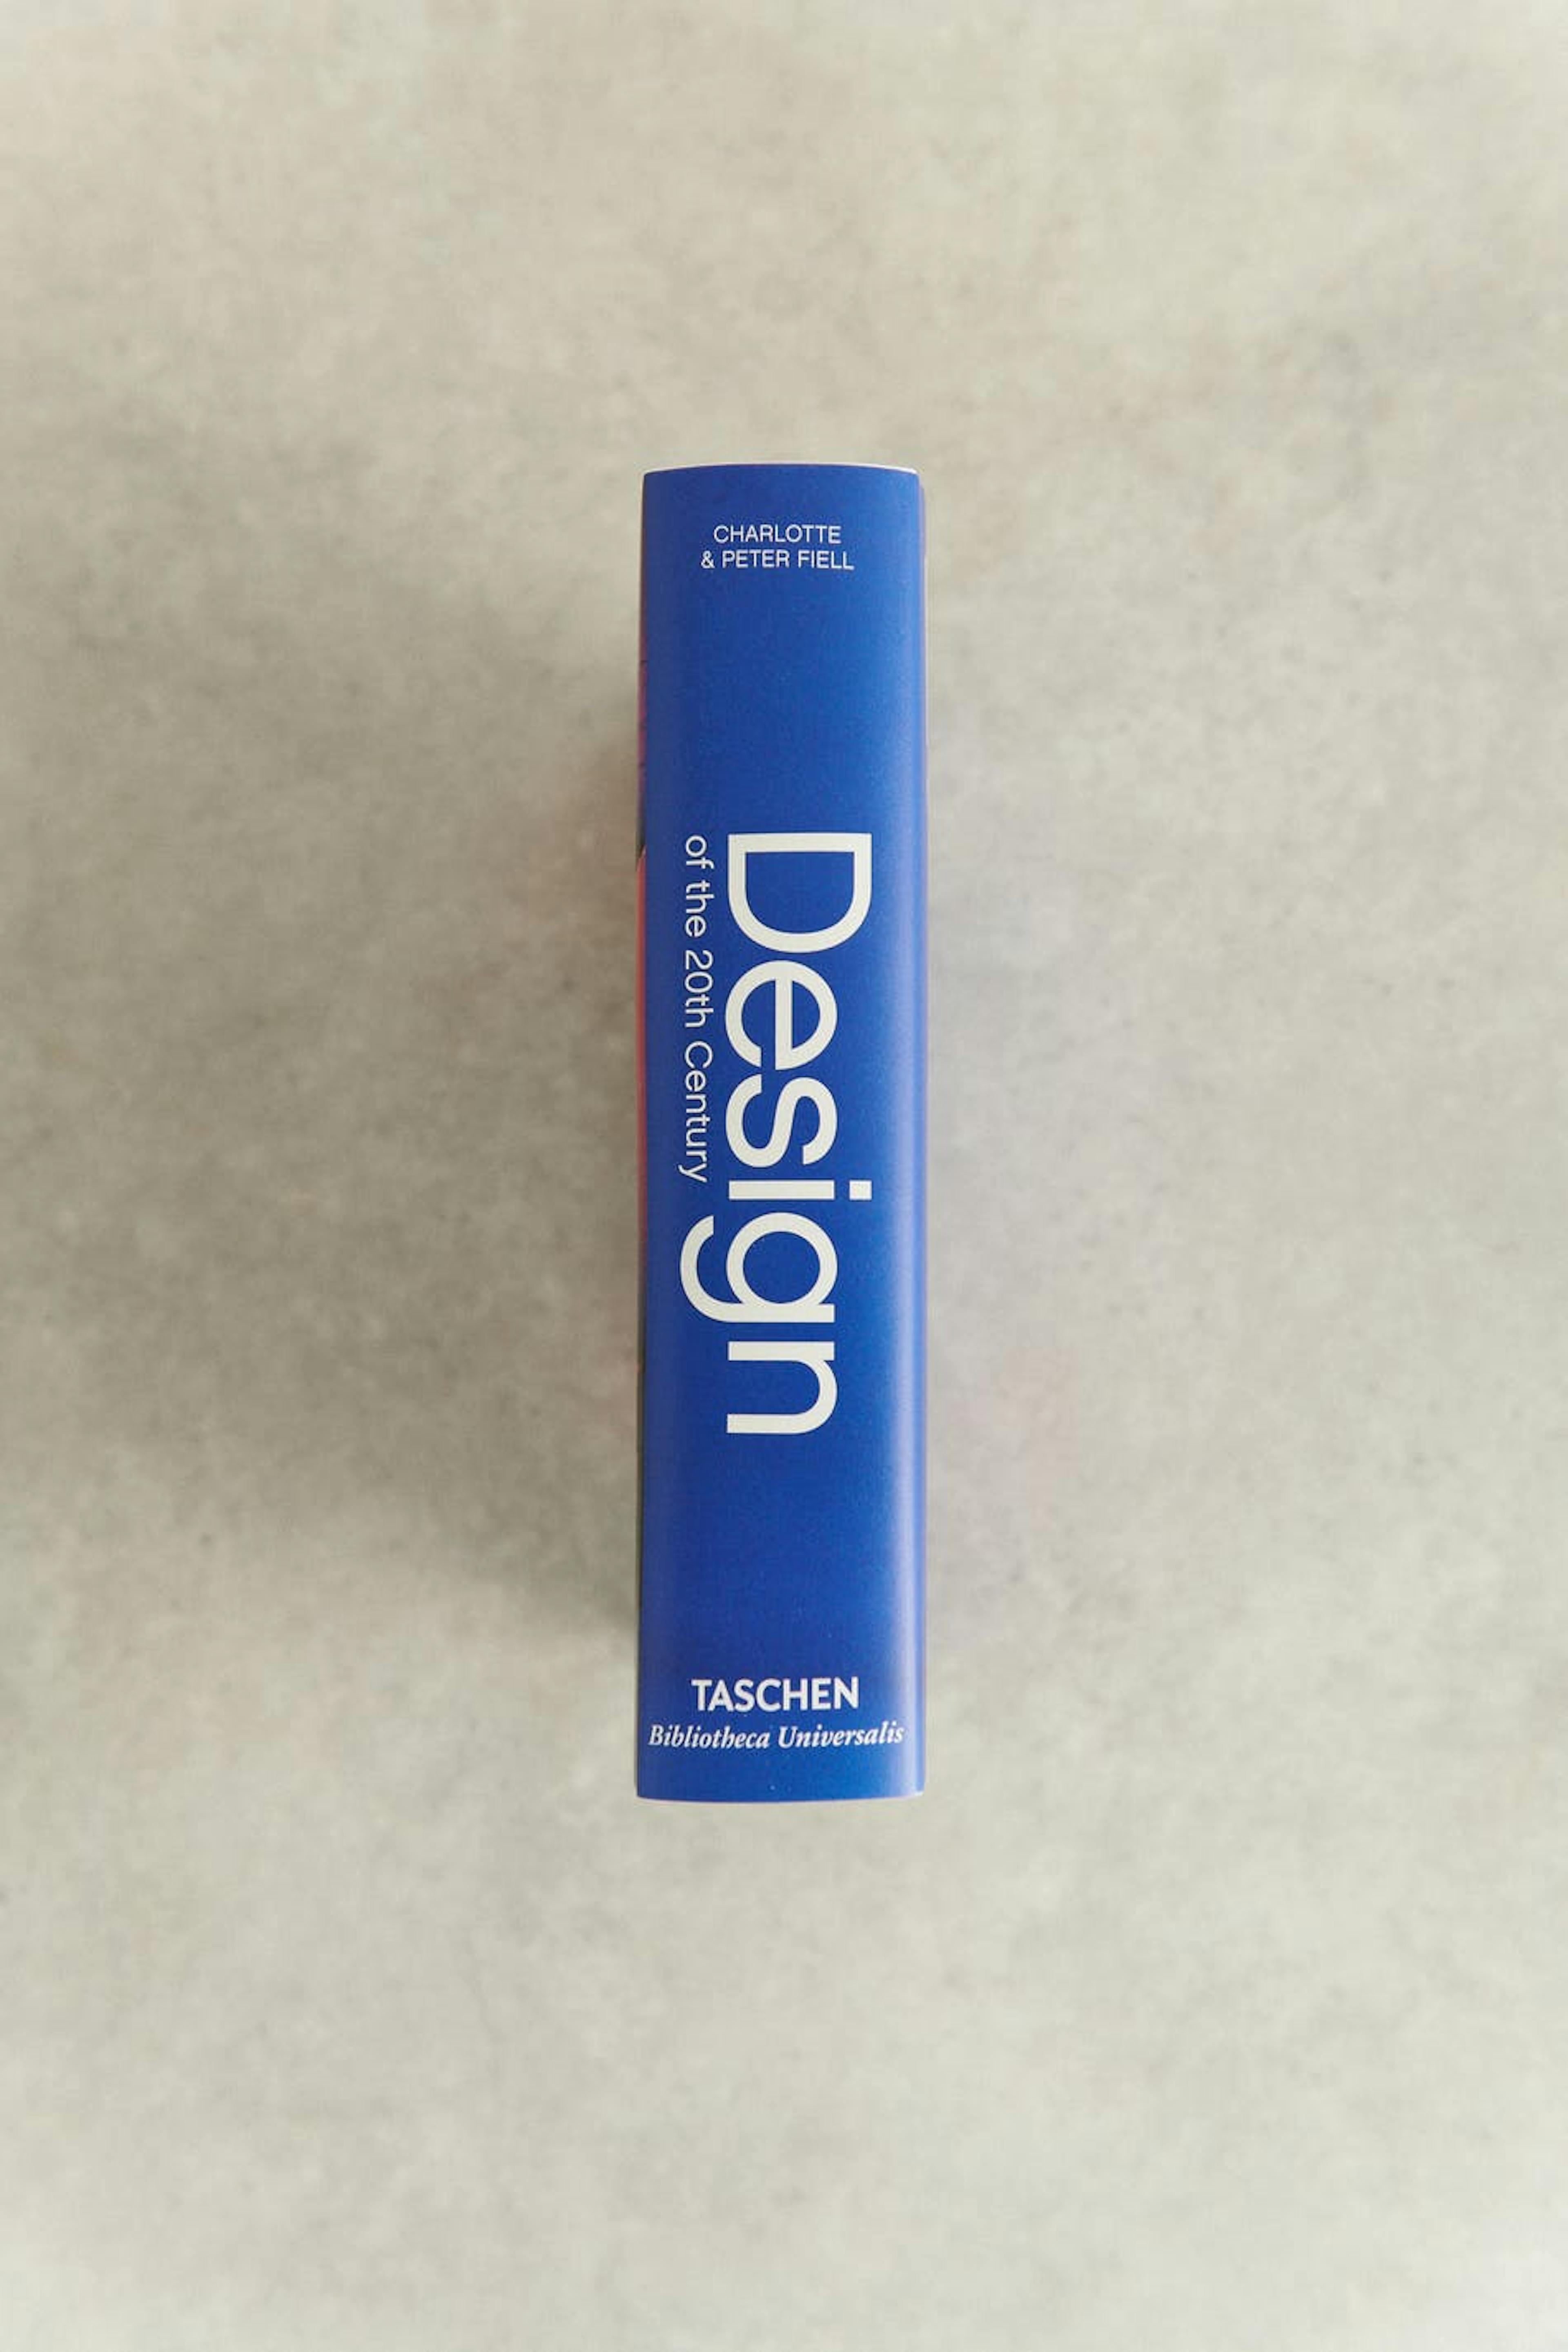 CHARLOTTE
& PETER FIELL
Design
of the 20th Century
TASCHEN
Bibliotheca Universalis